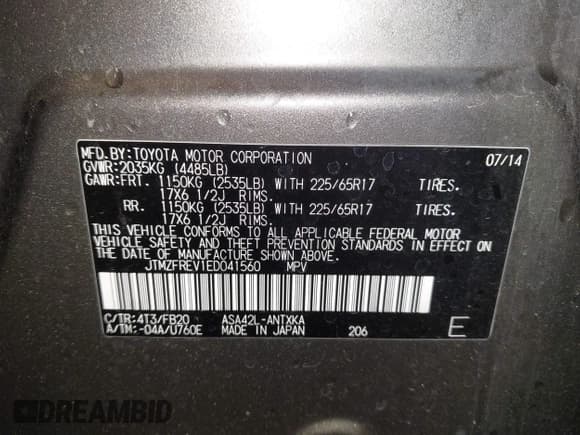 MFD.BY:TOYOTA MOTOR CORPORATION 07/14
GVWR:2035KG (4485LB)
GAWR:FRT. 1150KG (2535LB) WITH 225/65R17 TIRES.
17X6 1/2J RIMS.
RR. 1150KG (2535LB) WITH 225/65R17 TIRES.
17X6 1/2J RIMS.
THIS VEHICLE CONFORMS TO ALL APPLICABLE FEDERAL MOTOR
VEHICLE SAFETY AND THEFT PREVENTION STANDARDS IN EFFECT ON
THE DATE OF MANUFACTURE SHOWN ABOVE.
JTMZFREV1ED041560 MPV
C/TR:4T3/FB20 ASA42L-ANTXKA
A/TM:-04A/U760E MADE IN JAPAN 206 E
DREAMBID